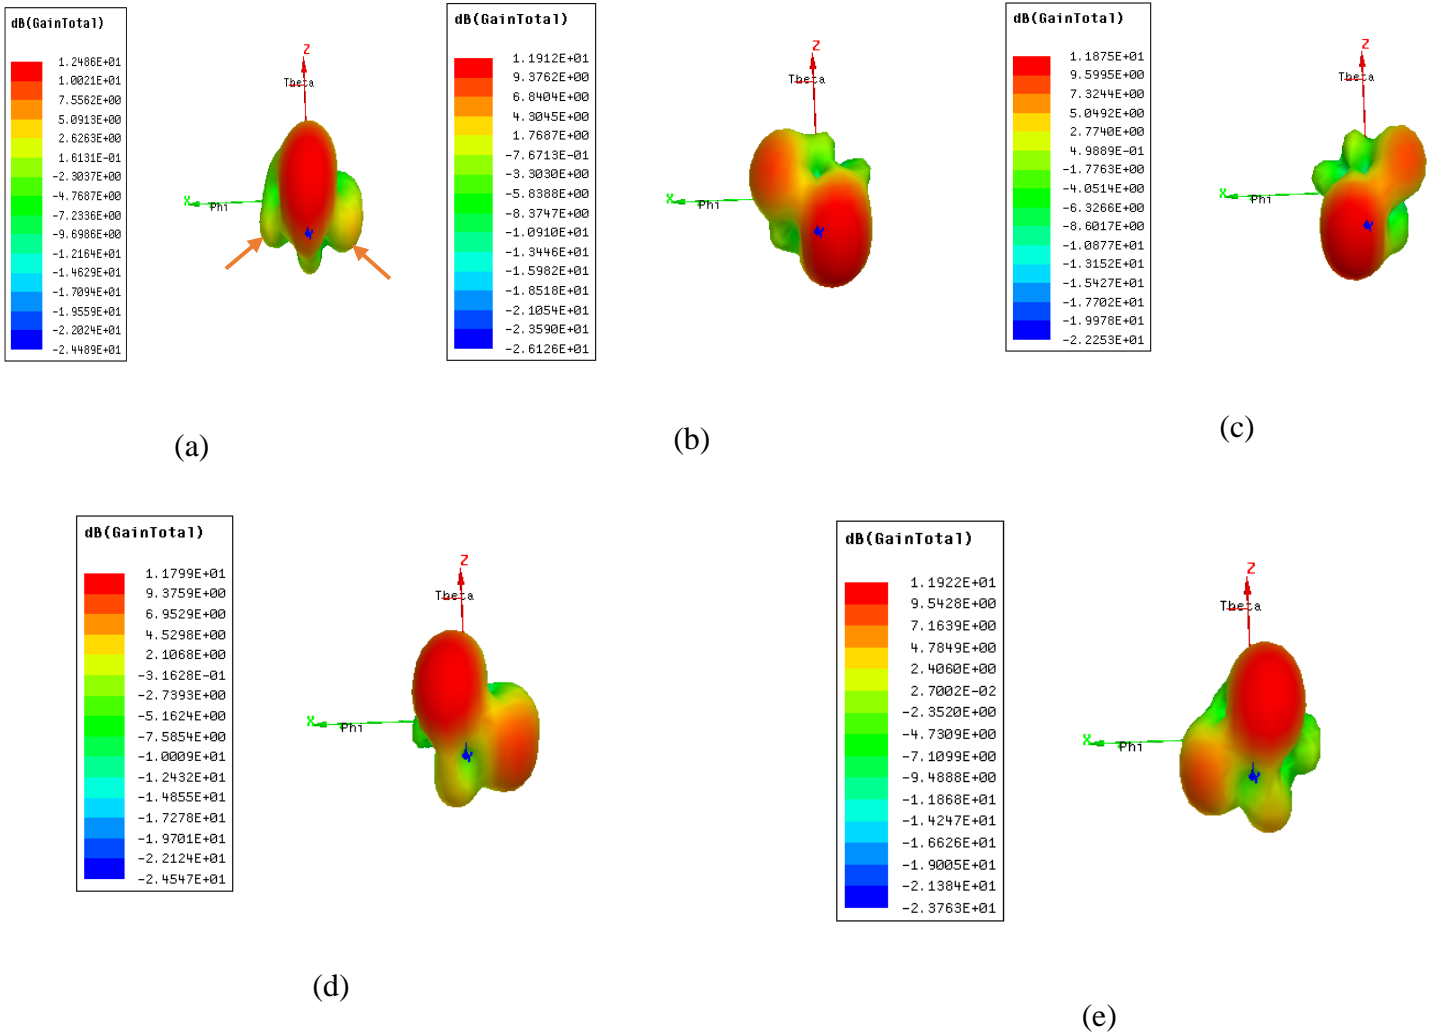 dB(GainTotal)
1.2486E+01
1.0021E+01
7.5562E+00
5.0913E+00
2.6263E+00
1.6131E-01
-2.3037E+00
-4.7687E+00
-7.2336E+00
-9.6986E+00
-1.2164E+01
-1.4629E+01
-1.7094E+01
-1.9559E+01
-2.2024E+01
-2.4489E+01
Z
Theta
X
Phi
Y
(a)
dB(GainTotal)
1.1912E+01
9.3762E+00
6.8404E+00
4.3045E+00
1.7687E+00
-7.6713E-01
-3.3030E+00
-5.8388E+00
-8.3747E+00
-1.0910E+01
-1.3446E+01
-1.5982E+01
-1.8518E+01
-2.1054E+01
-2.3590E+01
-2.6126E+01
Z
Theta
X
Phi
Y
(b)
dB(GainTotal)
1.1875E+01
9.5995E+00
7.3244E+00
5.0492E+00
2.7740E+00
4.9889E-01
-1.7763E+00
-4.0514E+00
-6.3266E+00
-8.6017E+00
-1.0877E+01
-1.3152E+01
-1.5427E+01
-1.7702E+01
-1.9978E+01
-2.2253E+01
Z
Theta
X
Phi
Y
(c)
dB(GainTotal)
1.1799E+01
9.3759E+00
6.9529E+00
4.5298E+00
2.1068E+00
-3.1628E-01
-2.7393E+00
-5.1624E+00
-7.5854E+00
-1.0009E+01
-1.2432E+01
-1.4855E+01
-1.7278E+01
-1.9701E+01
-2.2124E+01
-2.4547E+01
Z
Theta
X
Phi
Y
(d)
dB(GainTotal)
1.1922E+01
9.5428E+00
7.1639E+00
4.7849E+00
2.4060E+00
2.7002E-02
-2.3520E+00
-4.7309E+00
-7.1099E+00
-9.4888E+00
-1.1868E+01
-1.4247E+01
-1.6626E+01
-1.9005E+01
-2.1384E+01
-2.3763E+01
Z
Theta
X
Phi
Y
(e)